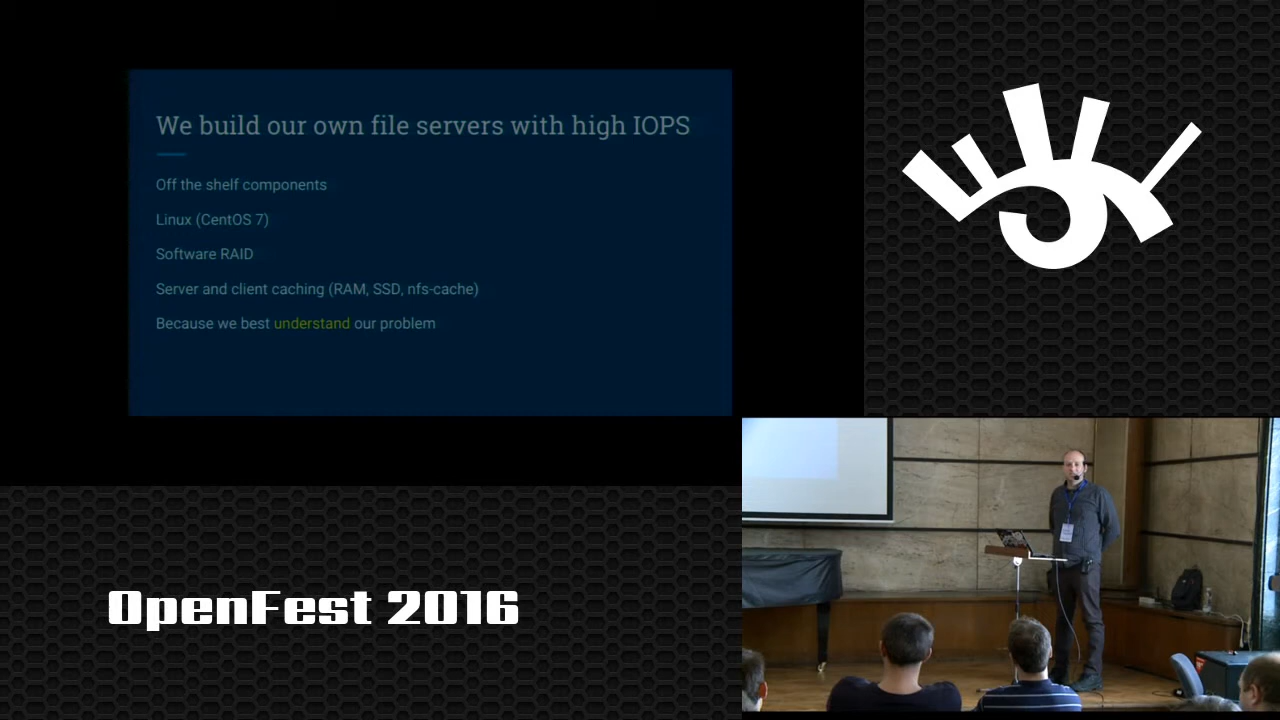 We build our own file servers with high IOPS
Off the shelf components
Linux (CentOS 7)
Software RAID
Server and client caching (RAM, SSD, nfs-cache)
Because we best understand our problem
OpenFest 2016